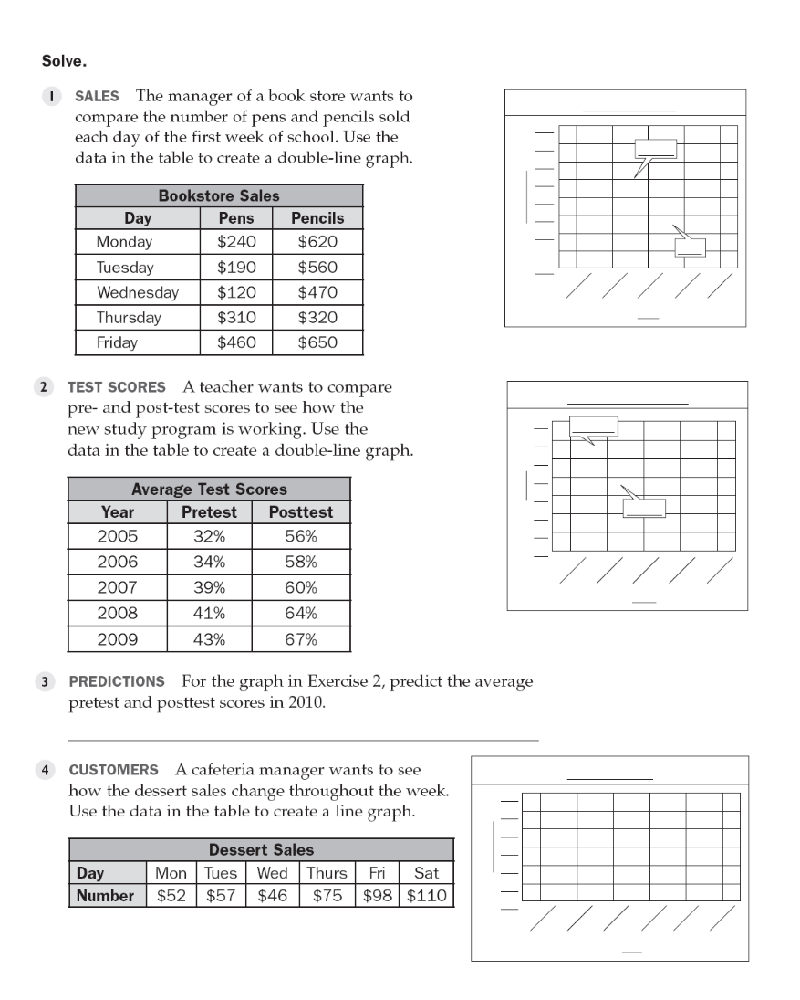 Solve.
1 SALES The manager of a book store wants to
compare the number of pens and pencils sold
each day of the first week of school. Use the
data in the table to create a double-line graph.
Bookstore Sales
Day Pens Pencils
Monday $240 $620
Tuesday $190 $560
Wednesday $120 $470
Thursday $310 $320
Friday $460 $650
2 TEST SCORES A teacher wants to compare
pre- and post-test scores to see how the
new study program is working. Use the
data in the table to create a double-line graph.
Average Test Scores
Year Pretest Posttest
2005 32% 56%
2006 34% 58%
2007 39% 60%
2008 41% 64%
2009 43% 67%
3 PREDICTIONS For the graph in Exercise 2, predict the average
pretest and posttest scores in 2010.
4 CUSTOMERS A cafeteria manager wants to see
how the dessert sales change throughout the week.
Use the data in the table to create a line graph.
Dessert Sales
Day Mon Tues Wed Thurs Fri Sat
Number $52 $57 $46 $75 $98 $110